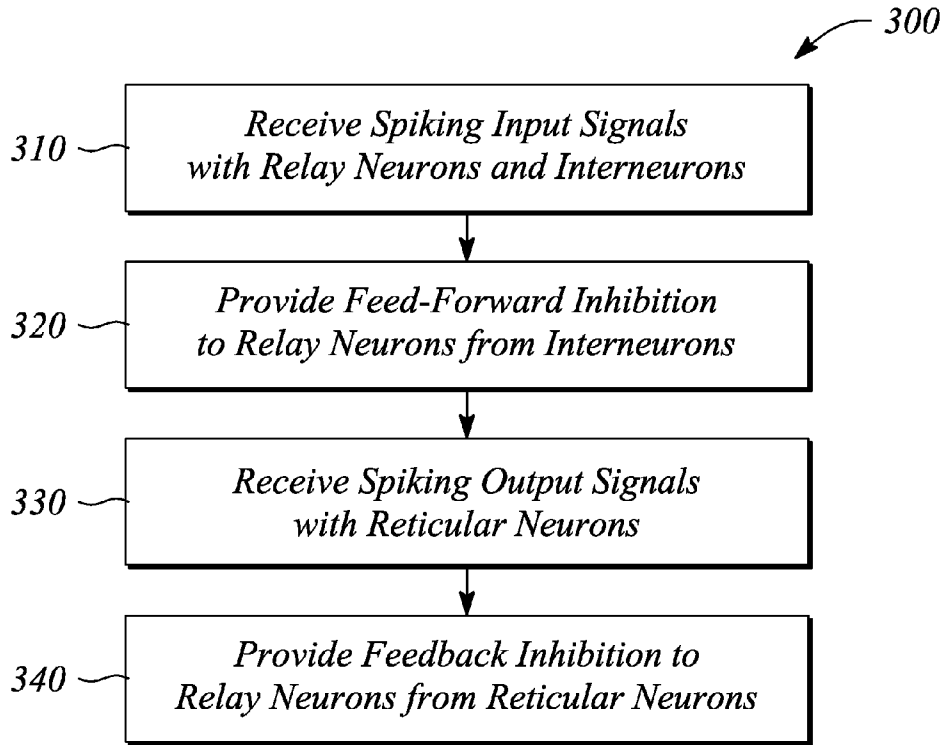 300
310
Receive Spiking Input Signals
with Relay Neurons and Interneurons
320
Provide Feed-Forward Inhibition
to Relay Neurons from Interneurons
330
Receive Spiking Output Signals
with Reticular Neurons
340
Provide Feedback Inhibition to
Relay Neurons from Reticular Neurons